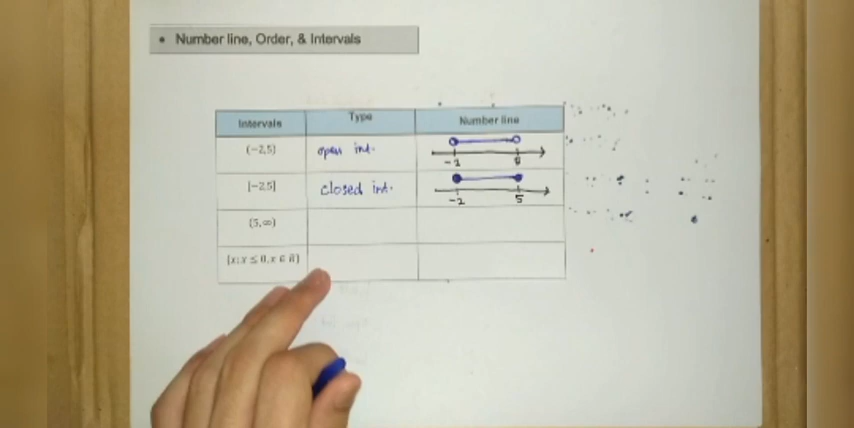 • Number line, Order, & Intervals
Intervals Type Number line
(-2,5) open int.
-2 5
[-2,5] closed int.
-2 5
(5,∞)
{x:x ≤ 0, x ∈ R}